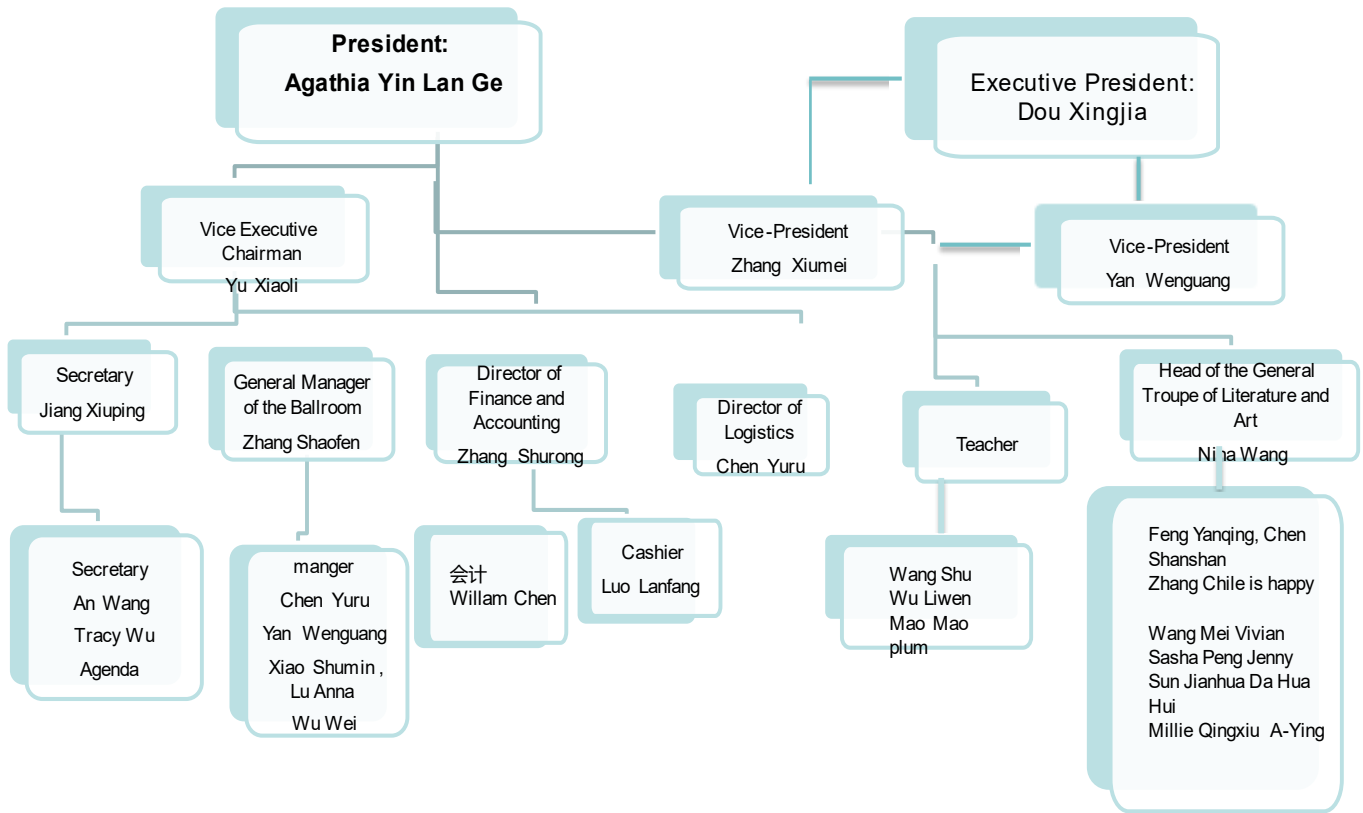 President:
Agathia Yin Lan Ge
Executive President:
Dou Xingjia
Vice Executive
Chairman
Yu Xiaoli
Vice-President
Zhang Xiumei
Vice-President
Yan Wenguang
Secretary
Jiang Xiuping
General Manager
of the Ballroom
Zhang Shaofen
Director of
Finance and
Accounting
Zhang Shurong
Director of
Logistics
Chen Yuru
Teacher
Head of the General
Troupe of Literature and
Art
Nina Wang
Secretary
An Wang
Tracy Wu
Agenda
manger
Chen Yuru
Yan Wenguang
Xiao Shumin ,
Lu Anna
Wu Wei
会计
Willam Chen
Cashier
Luo Lanfang
Wang Shu
Wu Liwen
Mao Mao
plum
Feng Yanqing, Chen
Shanshan
Zhang Chile is happy
Wang Mei Vivian
Sasha Peng Jenny
Sun Jianhua Da Hua
Hui
Millie Qingxiu A-Ying